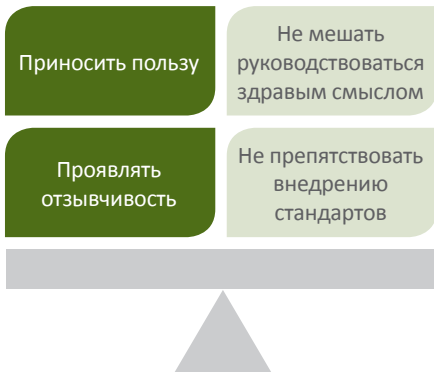 Приносить пользу
Не мешать
руководствоваться
здравым смыслом
Проявлять
отзывчивость
Не препятствовать
внедрению
стандартов